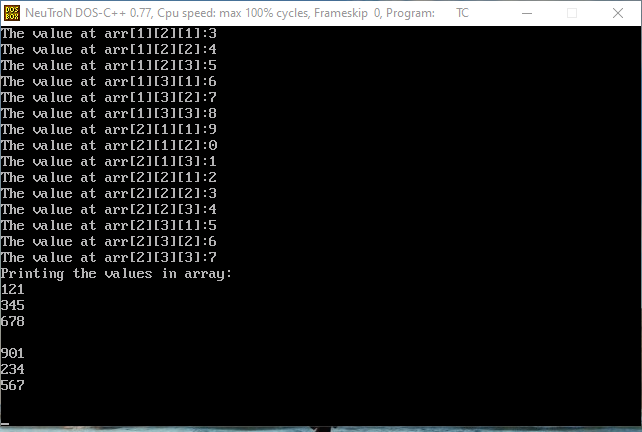 DOS BOX NeuTroN DOS-C++ 0.77, Cpu speed: max 100% cycles, Frameskip 0, Program: TC
The value at arr[1][2][1]:3
The value at arr[1][2][2]:4
The value at arr[1][2][3]:5
The value at arr[1][3][1]:6
The value at arr[1][3][2]:7
The value at arr[1][3][3]:8
The value at arr[2][1][1]:9
The value at arr[2][1][2]:0
The value at arr[2][1][3]:1
The value at arr[2][2][1]:2
The value at arr[2][2][2]:3
The value at arr[2][2][3]:4
The value at arr[2][3][1]:5
The value at arr[2][3][2]:6
The value at arr[2][3][3]:7
Printing the values in array:
121
345
678
901
234
567
_